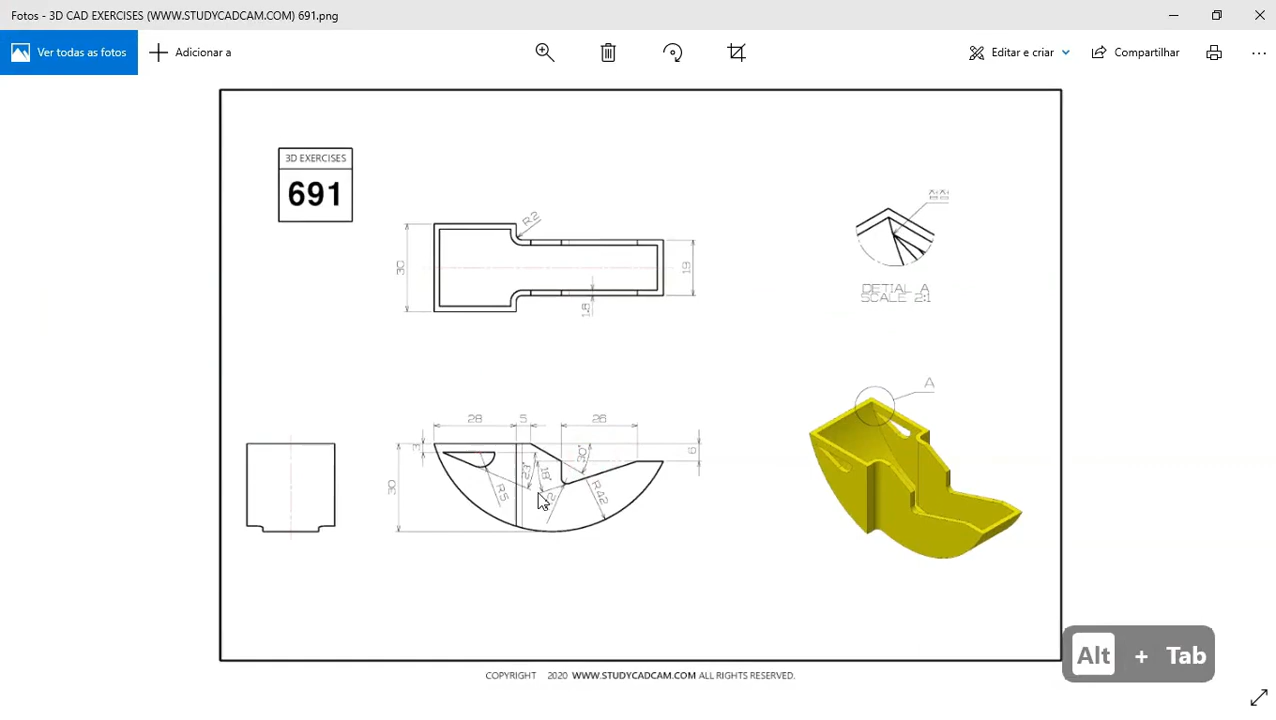 Fotos - 3D CAD EXERCISES (WWW.STUDYCADCAM.COM) 691.png
Ver todas as fotos
Adicionar a
Editar e criar
Compartilhar
3D EXERCISES
691
R2
30
19
1.8
DETIAL A
SCALE 2:1
A
28
5
26
3
6
30
30°
23°
18°
R5
R42
Alt + Tab
COPYRIGHT 2020 WWW.STUDYCADCAM.COM ALL RIGHTS RESERVED.